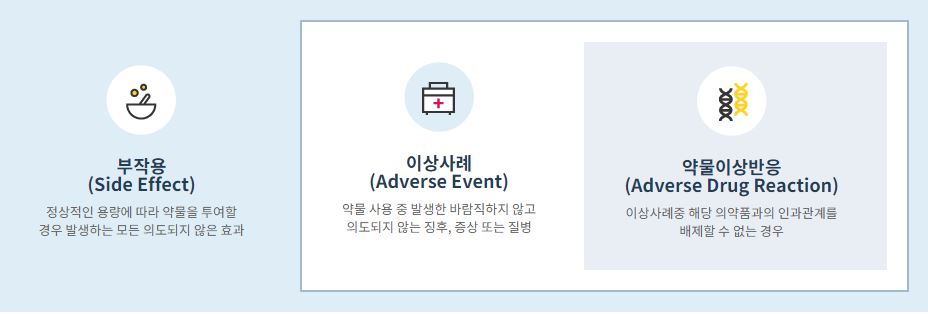 부작용
(Side Effect)
정상적인 용량에 따라 약물을 투여할
경우 발생하는 모든 의도되지 않은 효과
이상사례
(Adverse Event)
약물 사용 중 발생한 바람직하지 않고
의도되지 않는 징후, 증상 또는 질병
약물이상반응
(Adverse Drug Reaction)
이상사례중 해당 의약품과의 인과관계를
배제할 수 없는 경우